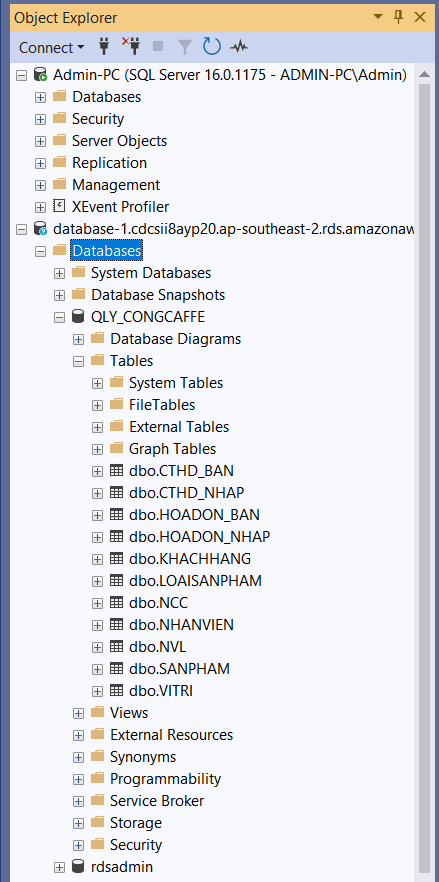 Object Explorer
Connect
Admin-PC (SQL Server 16.0.1175 - ADMIN-PC\Admin)
Databases
Security
Server Objects
Replication
Management
XEvent Profiler
database-1.cdcsii8ayp20.ap-southeast-2.rds.amazonaw
Databases
System Databases
Database Snapshots
QLY_CONGCAFFE
Database Diagrams
Tables
System Tables
FileTables
External Tables
Graph Tables
dbo.CTHD_BAN
dbo.CTHD_NHAP
dbo.HOADON_BAN
dbo.HOADON_NHAP
dbo.KHACHHANG
dbo.LOAISANPHAM
dbo.NCC
dbo.NHANVIEN
dbo.NVL
dbo.SANPHAM
dbo.VITRI
Views
External Resources
Synonyms
Programmability
Service Broker
Storage
Security
rdsadmin